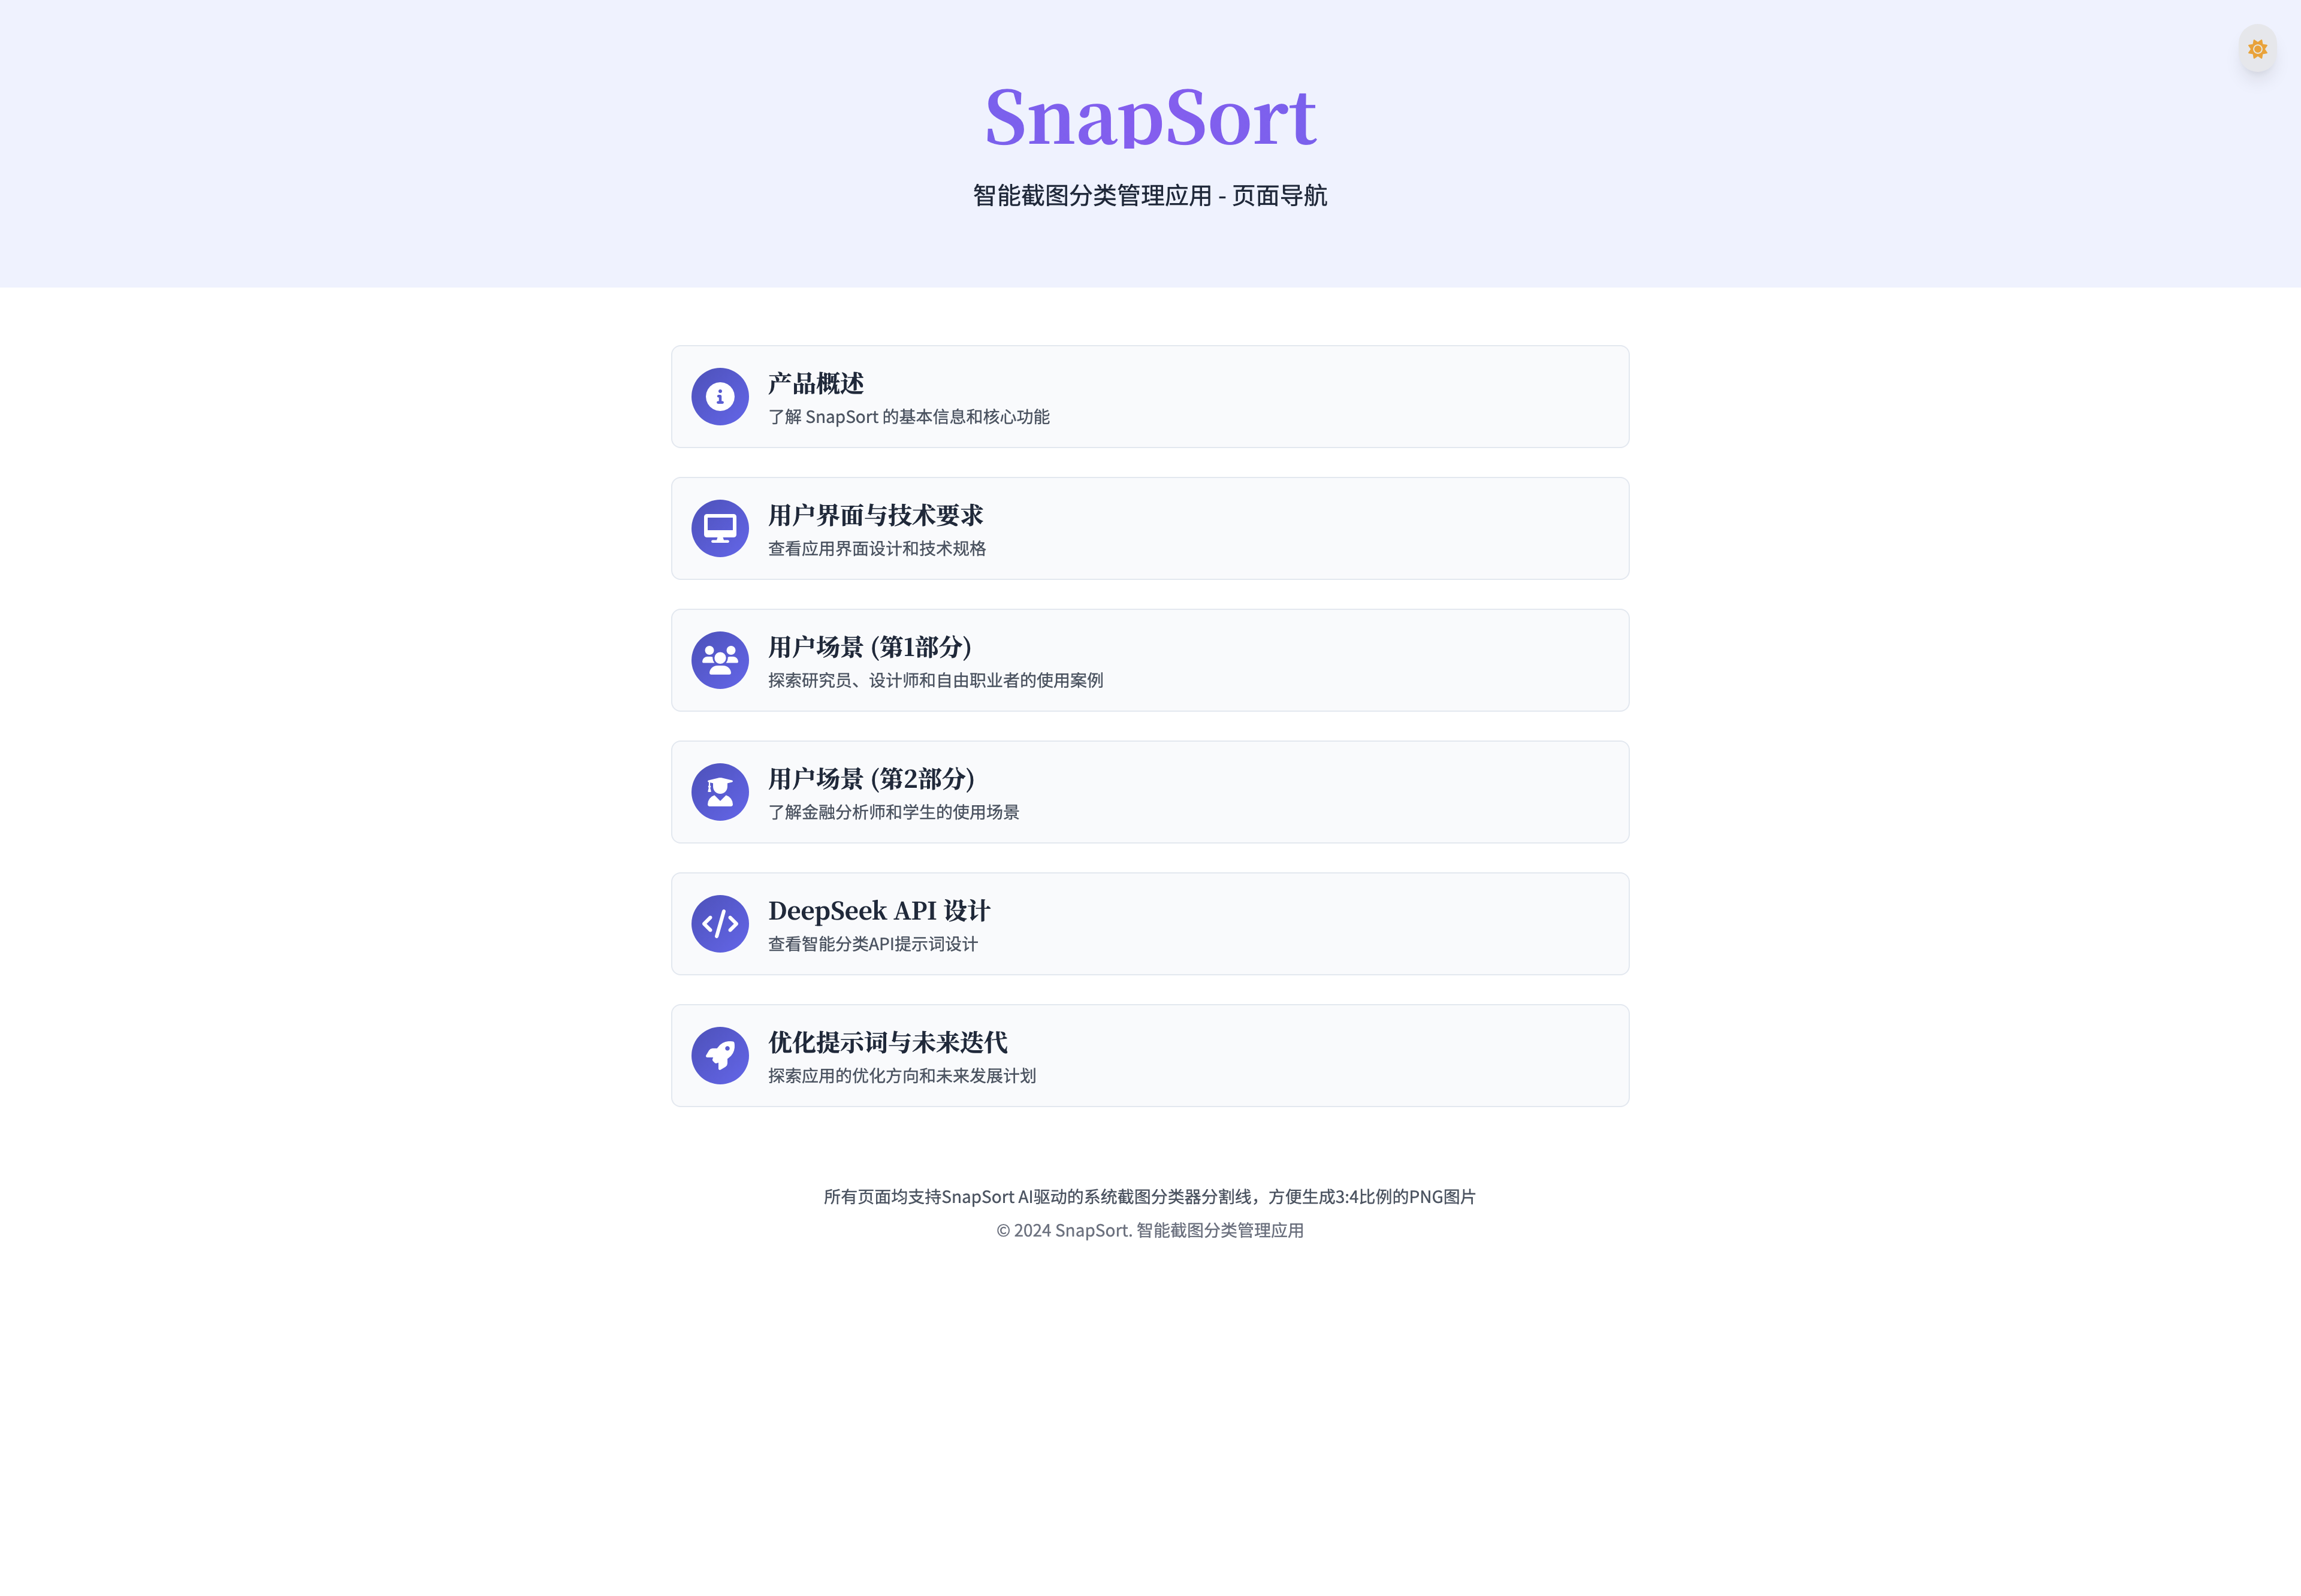 SnapSort
智能截图分类管理应用 - 页面导航
产品概述
了解 SnapSort 的基本信息和核心功能
用户界面与技术要求
查看应用界面设计和技术规格
用户场景 (第1部分)
探索研究员、设计师和自由职业者的使用案例
用户场景 (第2部分)
了解金融分析师和学生的使用场景
DeepSeek API 设计
查看智能分类API提示词设计
优化提示词与未来迭代
探索应用的优化方向和未来发展计划
所有页面均支持SnapSort AI驱动的系统截图分类器分割线，方便生成3:4比例的PNG图片
© 2024 SnapSort. 智能截图分类管理应用